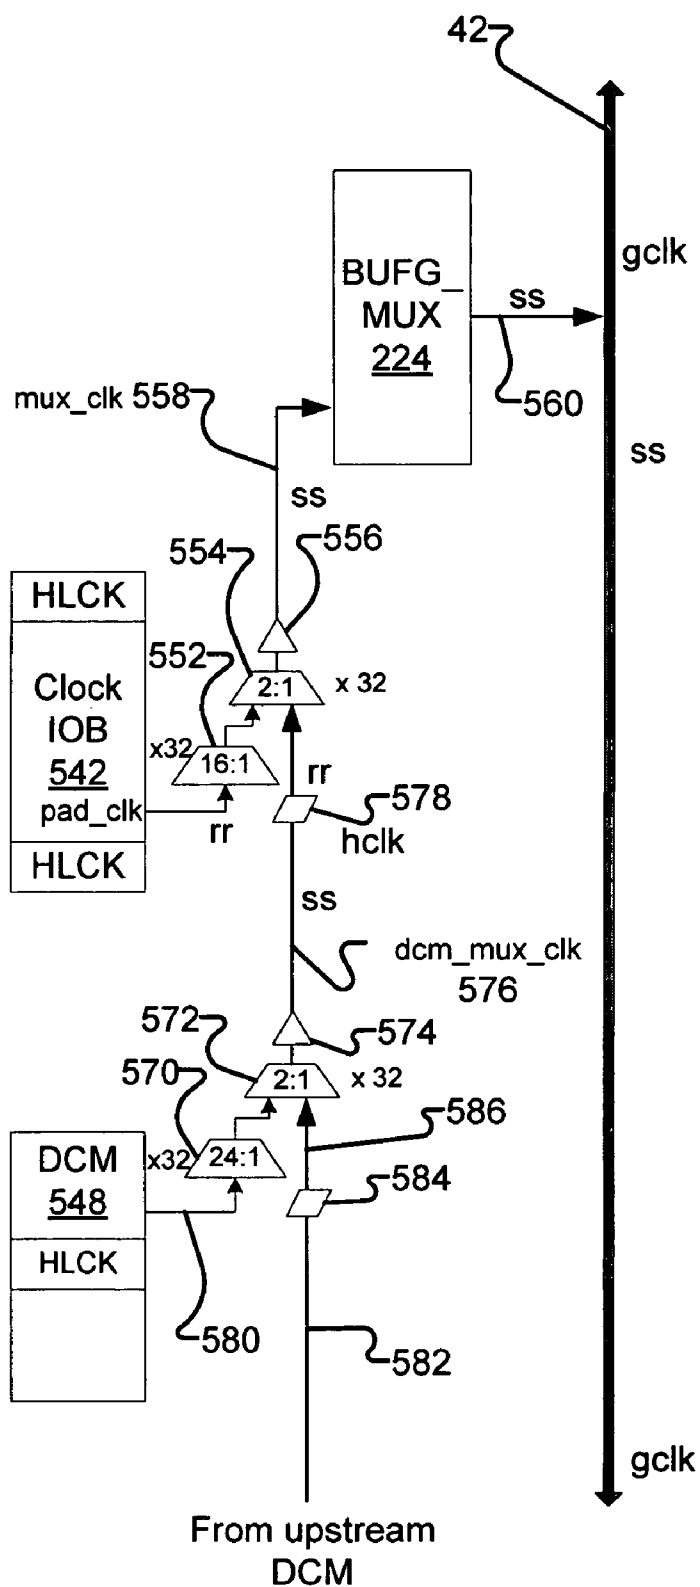 42
gclk
BUFG_
MUX
224
ss
560
mux_clk 558
ss
ss
556
554
HLCK
552
2:1
x 32
Clock
IOB
542
x32
16:1
rr
578
pad_clk
rr
hclk
HLCK
ss
dcm_mux_clk
576
572
574
570
2:1
x 32
586
DCM
548
x32
24:1
584
HLCK
580
582
gclk
From upstream
DCM